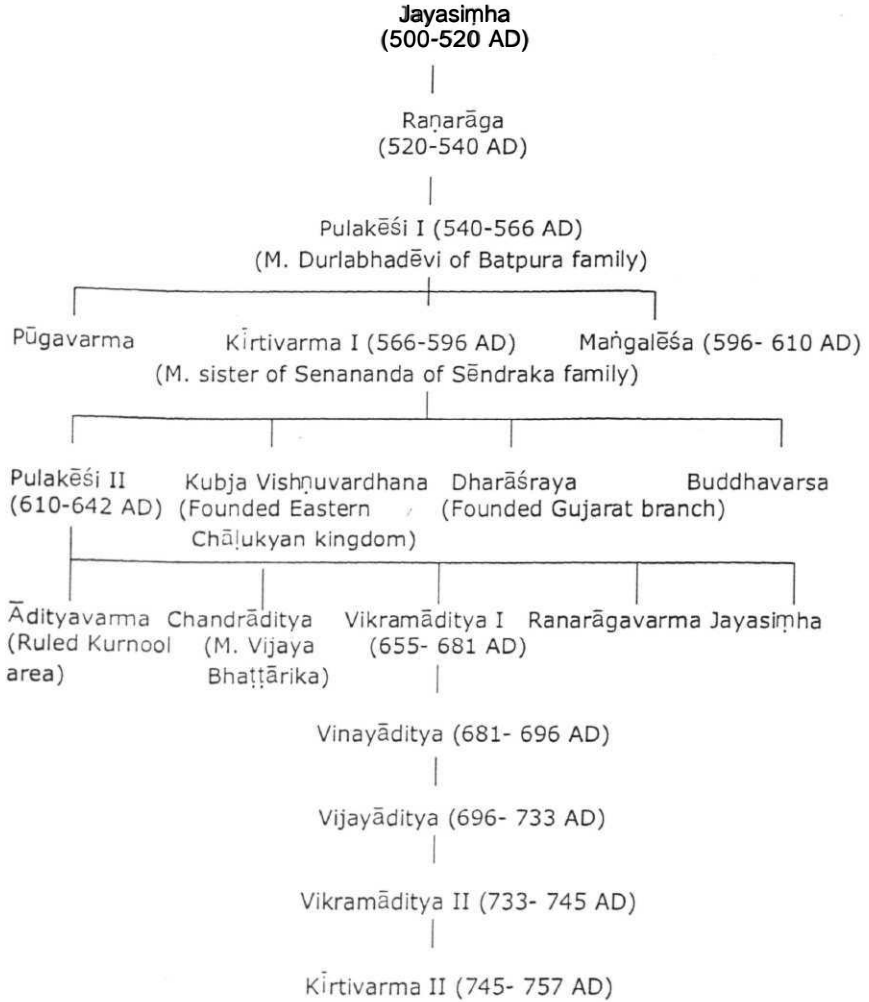 Jayasiṃha
(500-520 AD)
Raṇarāga
(520-540 AD)
Pulakēśi I (540-566 AD)
(M. Durlabhadēvi of Batpura family)
Pūgavarma Kīrtivarma I (566-596 AD) Maṅgalēśa (596- 610 AD)
(M. sister of Senananda of Sēndraka family)
Pulakēśi II Kubja Vishṇuvardhana Dharāśraya Buddhavarsa
(610-642 AD) (Founded Eastern (Founded Gujarat branch)
Chāḷukyan kingdom)
Ādityavarma Chandrāditya Vikramāditya I Ranarāgavarma Jayasiṃha
(Ruled Kurnool (M. Vijaya (655- 681 AD)
area) Bhaṭṭārika)
Vinayāditya (681- 696 AD)
Vijayāditya (696- 733 AD)
Vikramāditya II (733- 745 AD)
Kīrtivarma II (745- 757 AD)